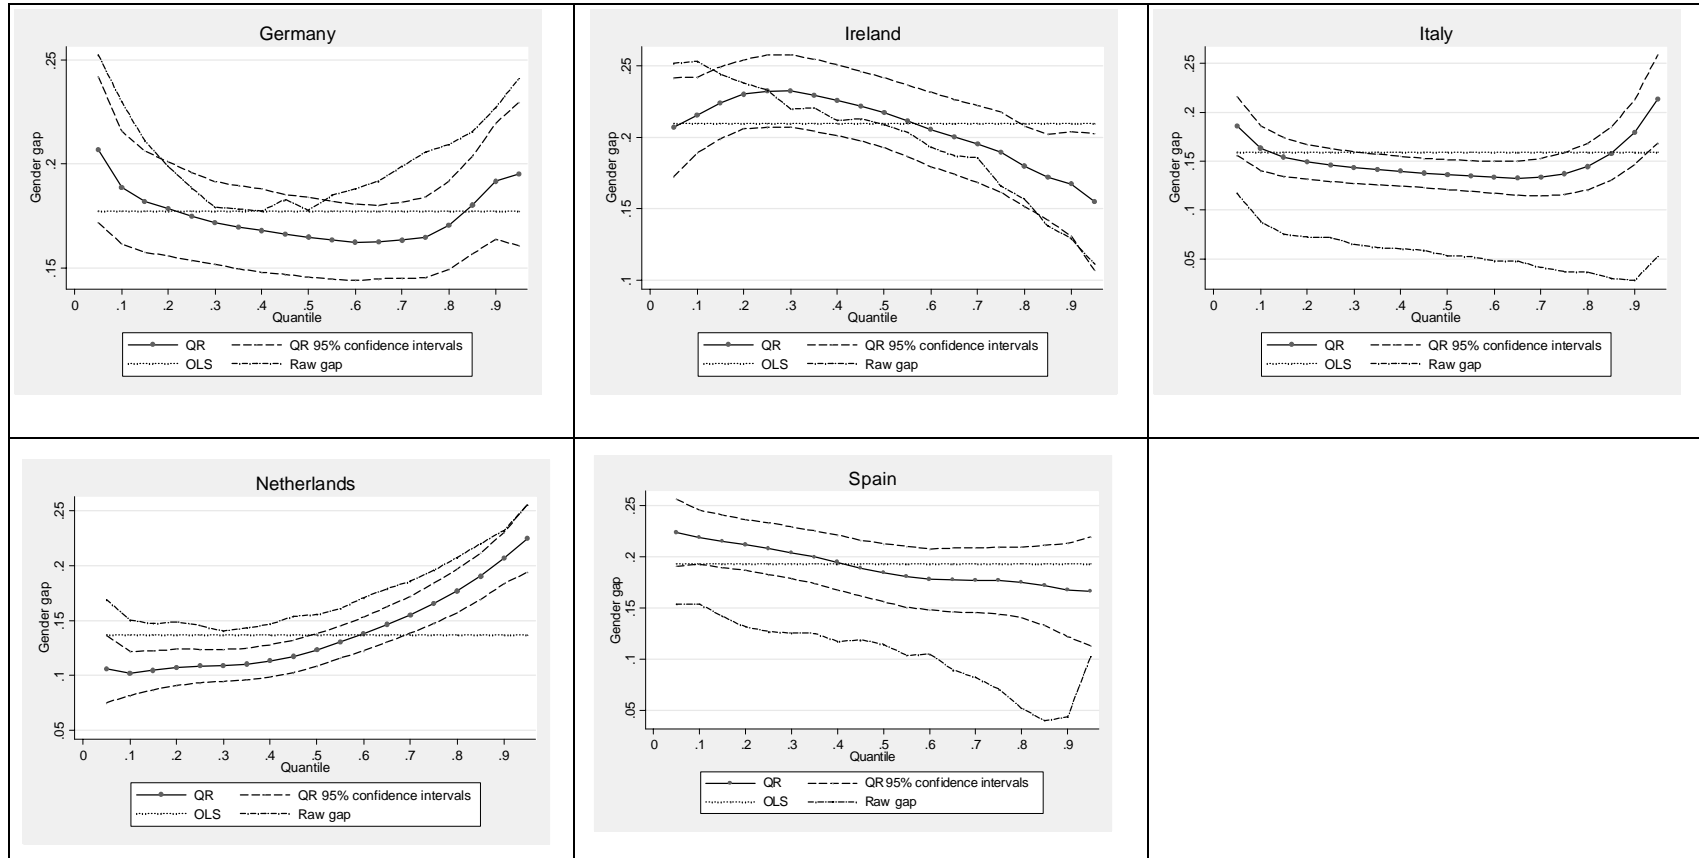 Germany
Gender gap
.25
.2
.15
0 .1 .2 .3 .4 .5 .6 .7 .8 .9
Quantile
QR QR 95% confidence intervals
OLS Raw gap
Ireland
Gender gap
.25
.2
.15
.1
0 .1 .2 .3 .4 .5 .6 .7 .8 .9
Quantile
QR QR 95% confidence intervals
OLS Raw gap
Italy
Gender gap
.25
.2
.15
.1
.05
0 .1 .2 .3 .4 .5 .6 .7 .8 .9
Quantile
QR QR 95% confidence intervals
OLS Raw gap
Netherlands
Gender gap
.25
.2
.15
.1
.05
0 .1 .2 .3 .4 .5 .6 .7 .8 .9
Quantile
QR QR 95% confidence intervals
OLS Raw gap
Spain
Gender gap
.25
.2
.15
.1
.05
0 .1 .2 .3 .4 .5 .6 .7 .8 .9
Quantile
QR QR 95% confidence intervals
OLS Raw gap